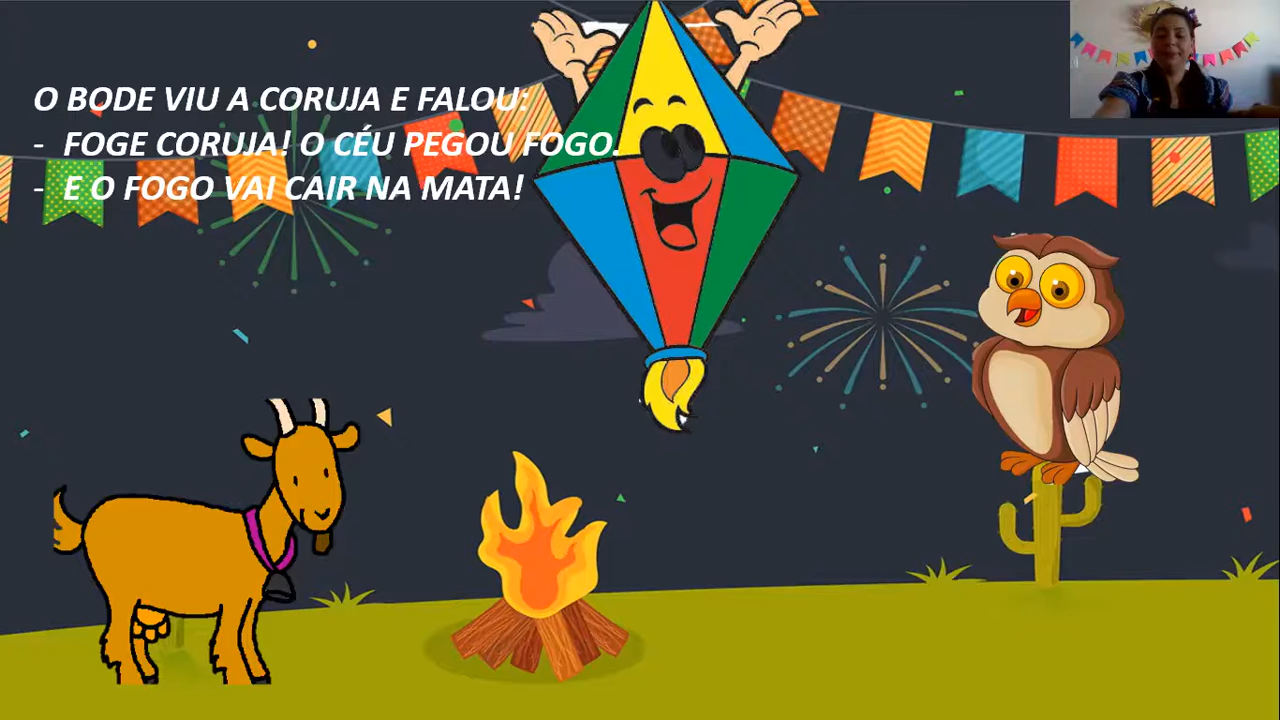 O BODE VIU A CORUJA E FALOU:
- FOGE CORUJA! O CÉU PEGOU FOGO.
- E O FOGO VAI CAIR NA MATA!